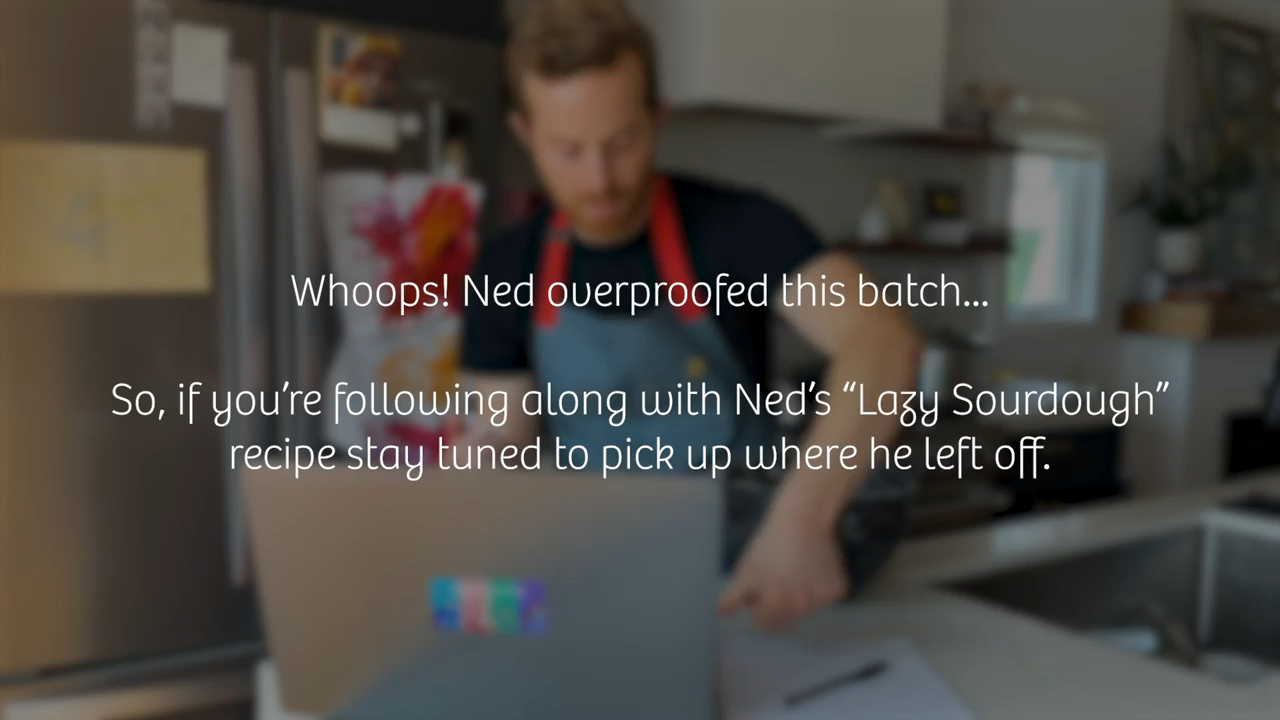 Whoops! Ned overproofed this batch...
So, if you're following along with Ned's “Lazy Sourdough”
recipe stay tuned to pick up where he left off.